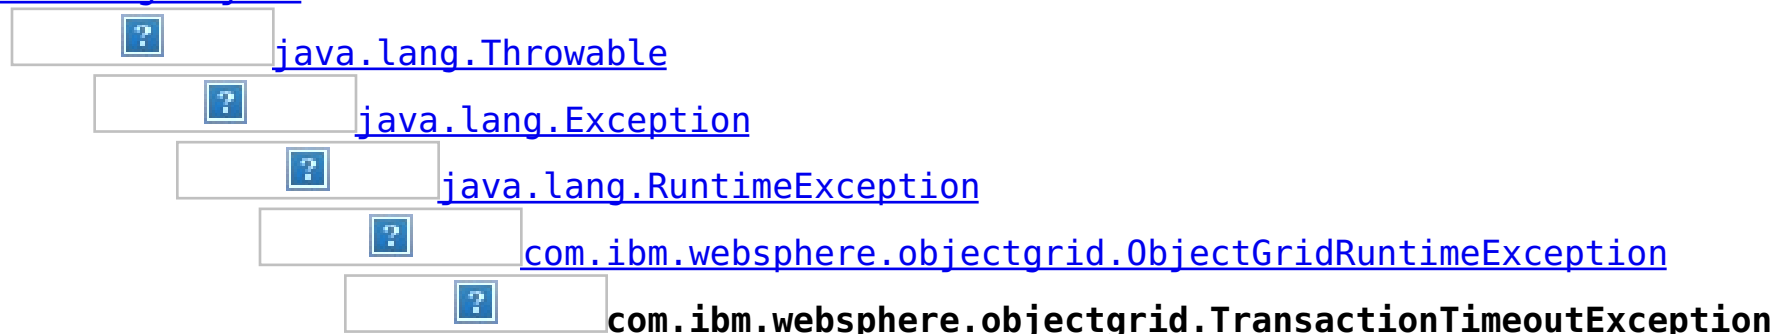 java.lang.Throwable
java.lang.Exception
java.lang.RuntimeException
com.ibm.websphere.objectgrid.ObjectGridRuntimeException
com.ibm.websphere.objectgrid.TransactionTimeoutException